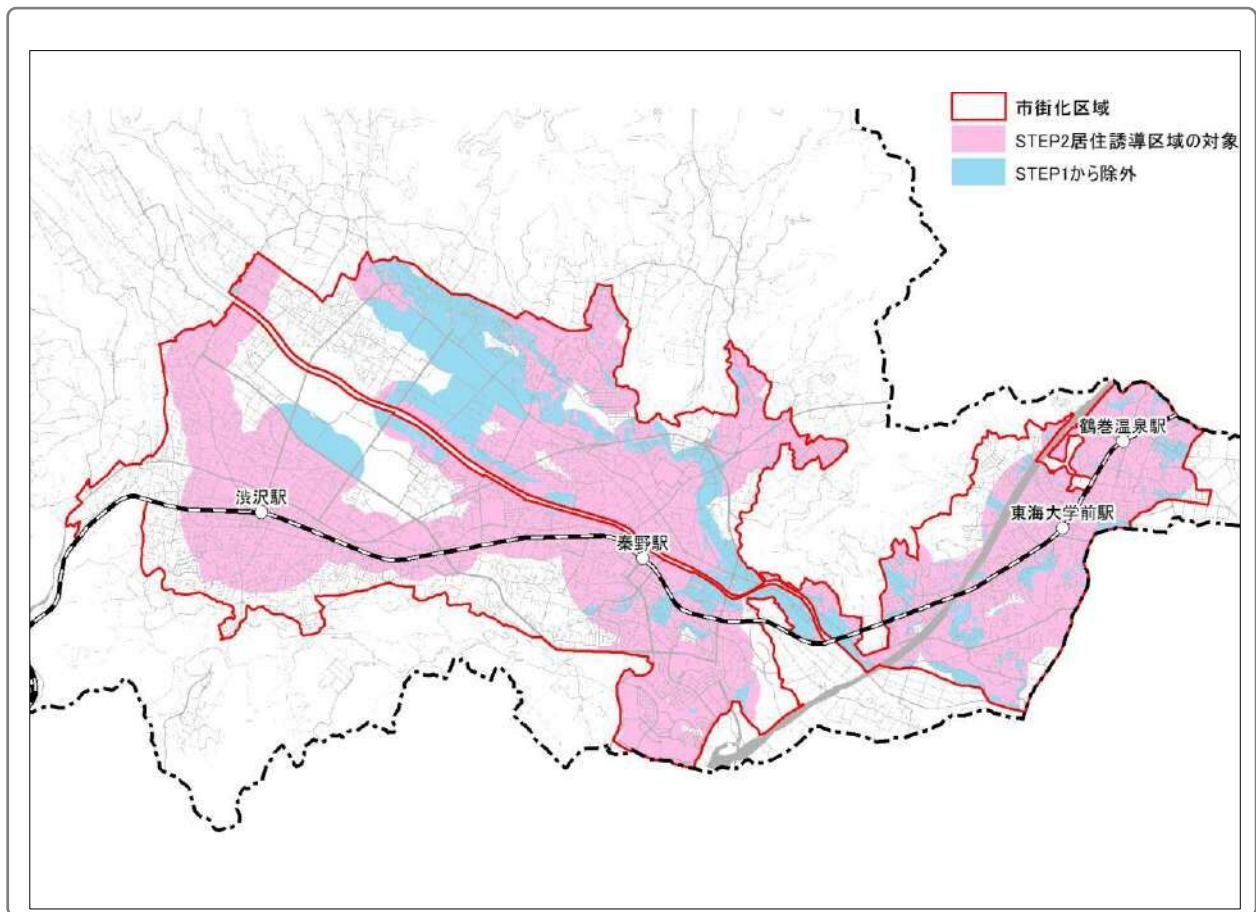 市街化区域
STEP2居住誘導区域の対象
STEP1から除外
鶴巻温泉駅
渋沢駅
東海大学前駅
秦野駅